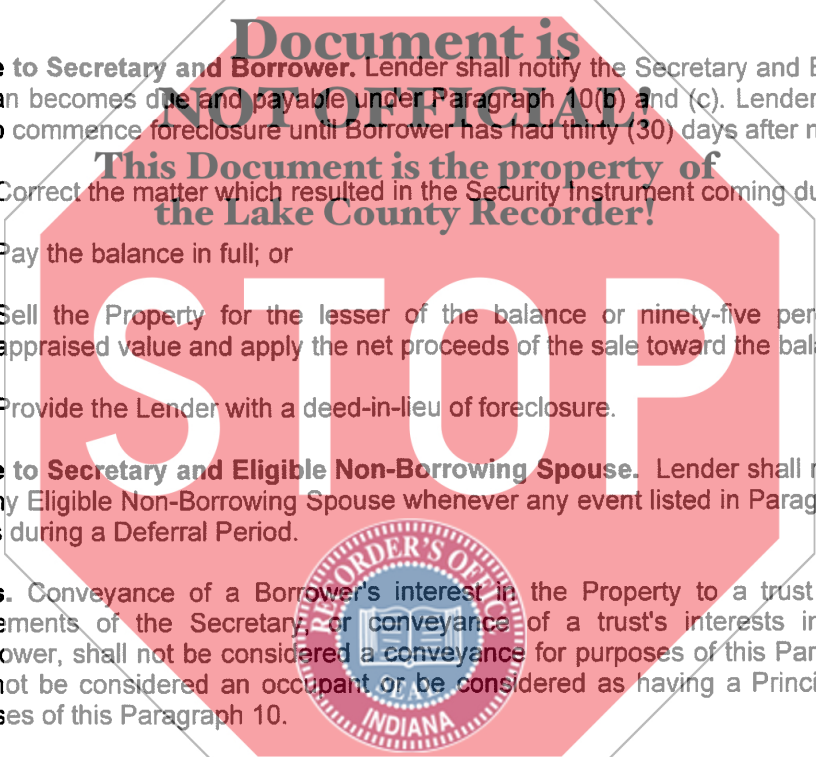 Document is
e to Secretary and Borrower. Lender shall notify the Secretary and B
an becomes due and payable under Paragraph 10(b) and (c). Lender
NOT OFFICIAL!
o commence foreclosure until Borrower has had thirty (30) days after n
This Document is the property of
Correct the matter which resulted in the Security Instrument coming du
the Lake County Recorder!
Pay the balance in full; or
STOP
Sell the Property for the lesser of the balance or ninety-five per
appraised value and apply the net proceeds of the sale toward the bala
Provide the Lender with a deed-in-lieu of foreclosure.
e to Secretary and Eligible Non-Borrowing Spouse. Lender shall n
ny Eligible Non-Borrowing Spouse whenever any event listed in Parag
s during a Deferral Period.
RECORDER'S OFFICE
s. Conveyance of a Borrower's interest in the Property to a trust
ements of the Secretary, or conveyance of a trust's interests in
ower, shall not be considered a conveyance for purposes of this Par
not be considered an occupant or be considered as having a Princi
ses of this Paragraph 10.
INDIANA